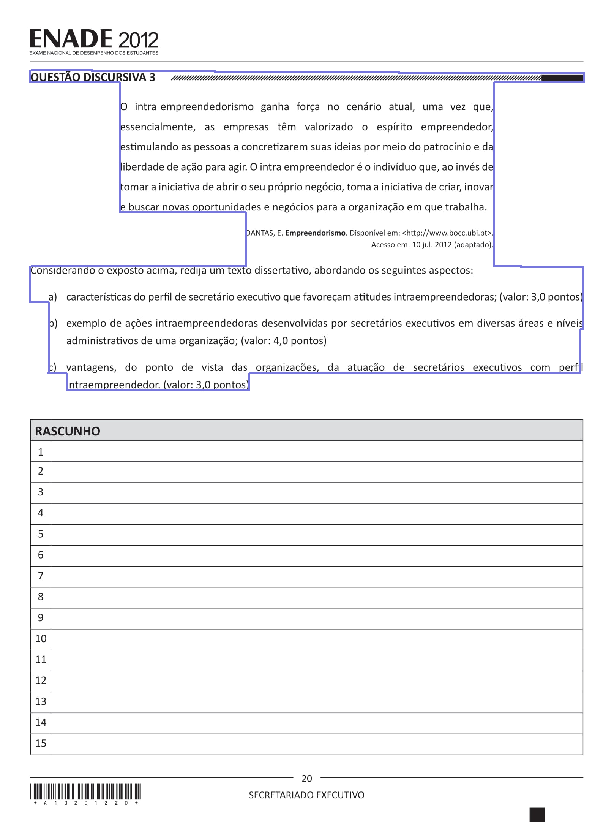 ENADE 2012
EXAME NACIONAL DE DESEMPENHO DOS ESTUDANTES
QUESTÃO DISCURSIVA 3
O intra empreendedorismo ganha força no cenário atual, uma vez que,
essencialmente, as empresas têm valorizado o espírito empreendedor,
estimulando as pessoas a concretizarem suas ideias por meio do patrocínio e da
liberdade de ação para agir. O intra empreendedor é o indivíduo que, ao invés de
tomar a iniciativa de abrir o seu próprio negócio, toma a iniciativa de criar, inovar
e buscar novas oportunidades e negócios para a organização em que trabalha.
DANTAS, E. Empreendorismo. Disponível em: <http://www.bocc.ubi.pt>.
Acesso em: 10 jul. 2012 (adaptado).
Considerando o exposto acima, redija um texto dissertativo, abordando os seguintes aspectos:
a) características do perfil de secretário executivo que favoreçam atitudes intraempreendedoras; (valor: 3,0 pontos)
b) exemplo de ações intraempreendedoras desenvolvidas por secretários executivos em diversas áreas e níveis
administrativos de uma organização; (valor: 4,0 pontos)
c) vantagens, do ponto de vista das organizações, da atuação de secretários executivos com perfil
intraempreendedor. (valor: 3,0 pontos)
RASCUNHO
1
2
3
4
5
6
7
8
9
10
11
12
13
14
15
20
SECRETARIADO EXECUTIVO